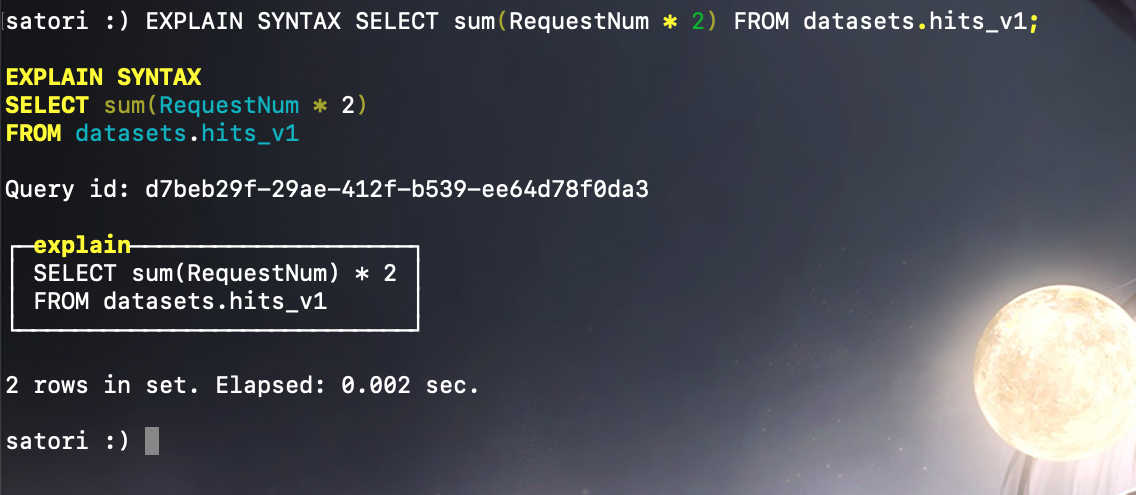 satori :) EXPLAIN SYNTAX SELECT sum(RequestNum * 2) FROM datasets.hits_v1;
EXPLAIN SYNTAX
SELECT sum(RequestNum * 2)
FROM datasets.hits_v1
Query id: d7beb29f-29ae-412f-b539-ee64d78f0da3
explain
SELECT sum(RequestNum) * 2
FROM datasets.hits_v1
2 rows in set. Elapsed: 0.002 sec.
satori :)